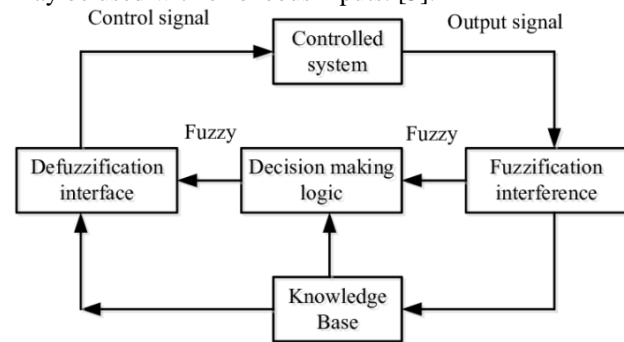 Control signal
Controlled
system
Output signal
Fuzzy
Fuzzy
Defuzzification
interface
Decision making
logic
Fuzzification
interference
Knowledge
Base